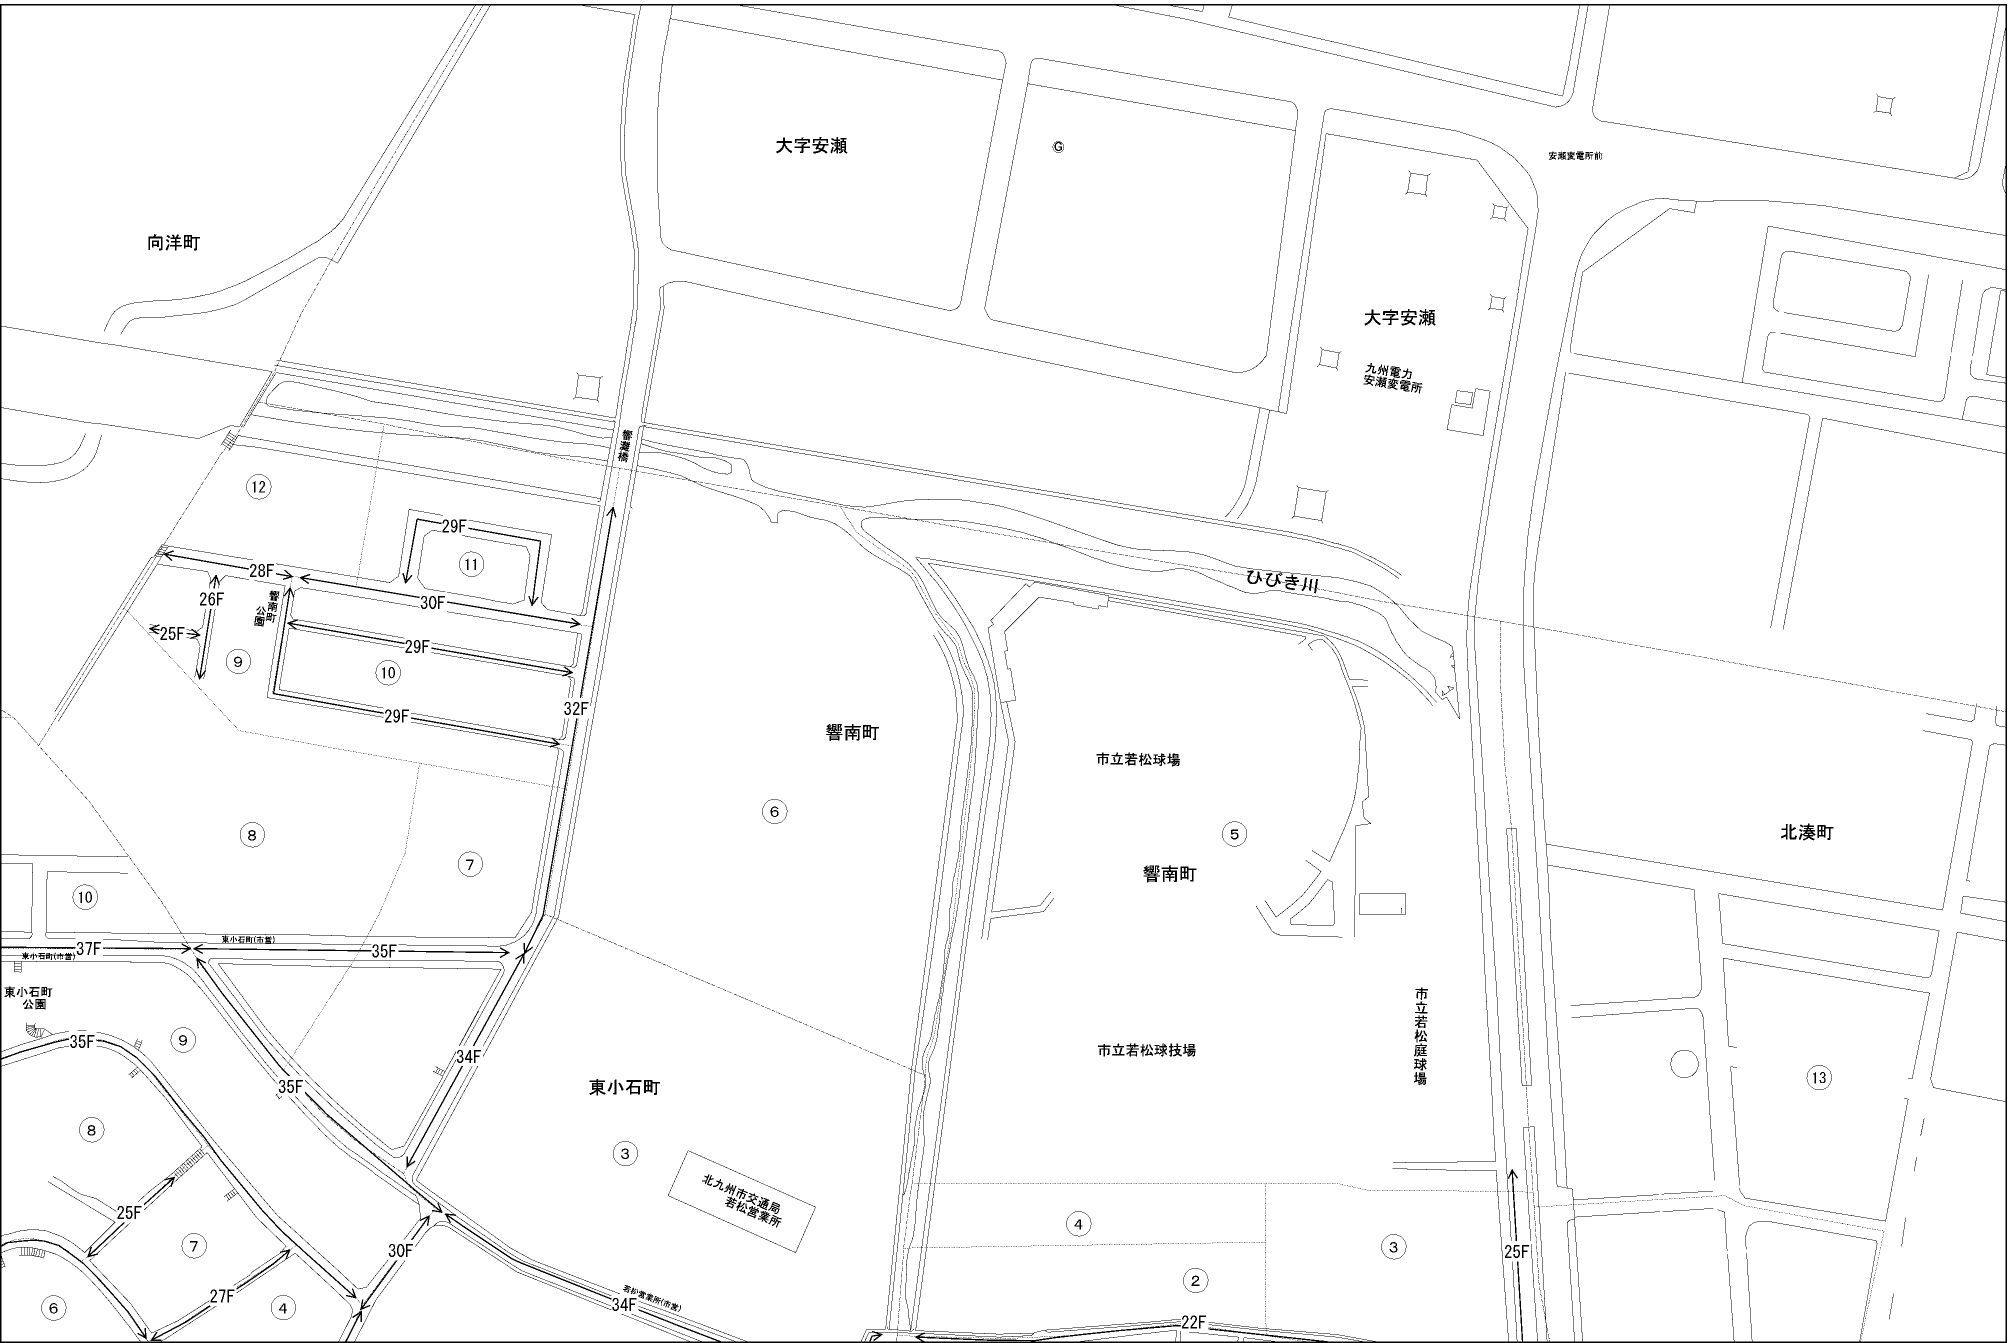 大字安瀬
G
安瀬変電所前
向洋町
大字安瀬
九州電力
安瀬変電所
響灘橋
12
29F
11
28F
30F
26F
響南町
公園
25F
29F
9
10
29F
32F
ひびき川
響南町
市立若松球場
6
5
8
7
北湊町
響南町
10
東小石町(市営)
37F
35F
東小石町(市営)
東小石町
公園
9
35F
34F
35F
市立若松球技場
市立若松庭球場
東小石町
13
8
3
北九州市交通局
若松営業所
25F
7
30F
4
3
25F
2
27F
6
4
若松営業所(市営)
34F
22F